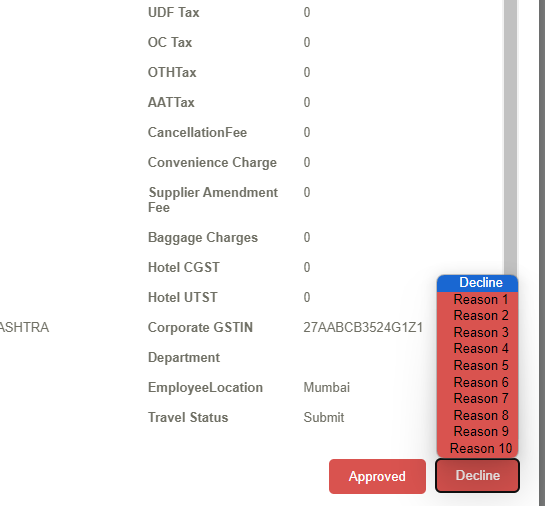 UDF Tax 0
OC Tax 0
OTHTax 0
AATTax 0
CancellationFee 0
Convenience Charge 0
Supplier Amendment 0
Fee
Baggage Charges 0
Hotel CGST 0
Hotel UTST 0
Decline
Reason 1
Reason 2
ASHTRA Corporate GSTIN 27AABCB3524G1Z1
Reason 3
Reason 4
Department
Reason 5
Reason 6
EmployeeLocation Mumbai
Reason 7
Reason 8
Travel Status Submit
Reason 9
Reason 10
Approved Decline